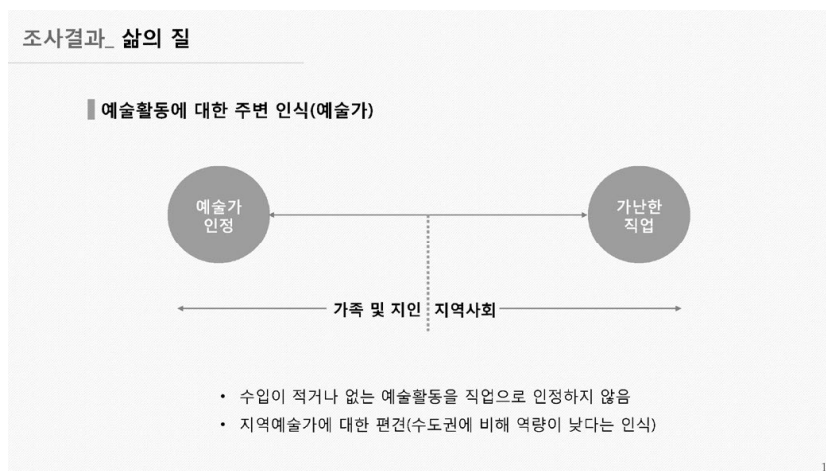 조사결과_ 삶의 질
예술활동에 대한 주변 인식(예술가)
예술가
인정
가난한
직업
가족 및 지인
지역사회
• 수입이 적거나 없는 예술활동을 직업으로 인정하지 않음
• 지역예술가에 대한 편견(수도권에 비해 역량이 낮다는 인식)
1